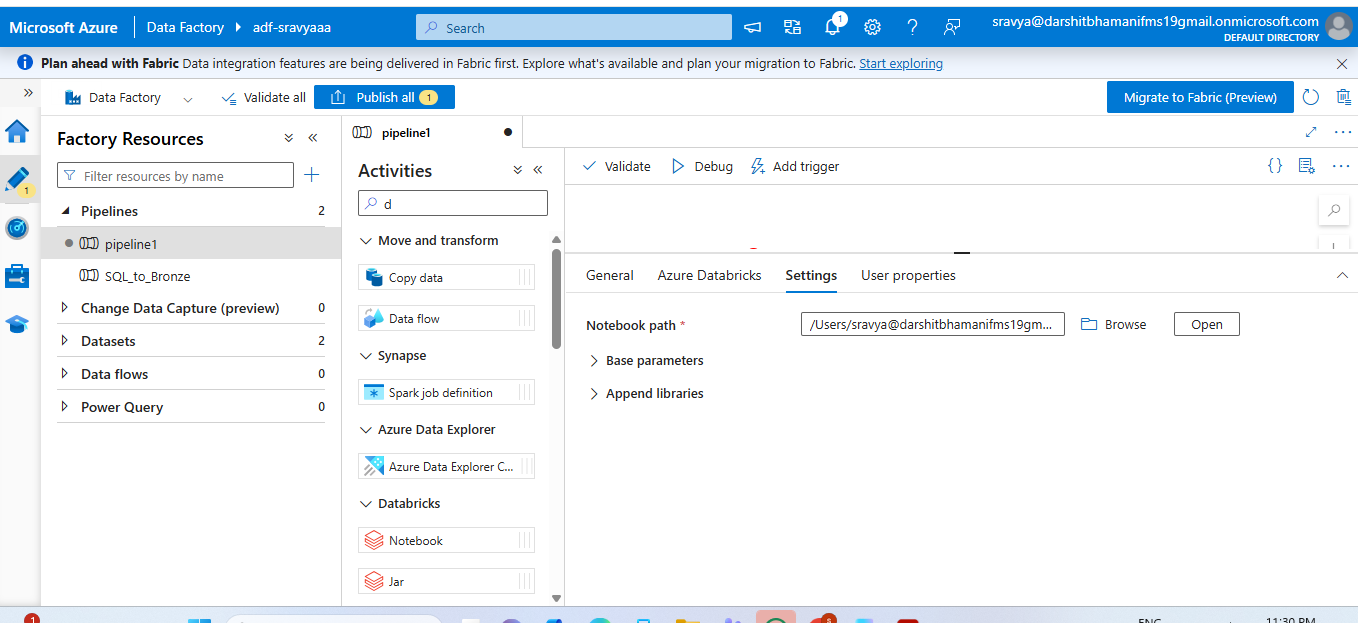 Microsoft Azure
Data Factory
adf-sravyaaa
Search
1
sravya@darshitbhamanifms19gmail.onmicrosoft.com
DEFAULT DIRECTORY
Plan ahead with Fabric Data integration features are being delivered in Fabric first. Explore what's available and plan your migration to Fabric. Start exploring
Data Factory
Validate all
Publish all 1
Migrate to Fabric (Preview)
1
Factory Resources
Filter resources by name
Pipelines 2
pipeline1
SQL_to_Bronze
Change Data Capture (preview) 0
Datasets 2
Data flows 0
Power Query 0
pipeline1
Activities
d
Move and transform
Copy data
Data flow
Synapse
Spark job definition
Azure Data Explorer
Azure Data Explorer C...
Databricks
Notebook
Jar
Validate
Debug
Add trigger
General
Azure Databricks
Settings
User properties
Notebook path *
/Users/sravya@darshitbhamanifms19gm...
Browse
Open
Base parameters
Append libraries
1
ENG
11:30 PM